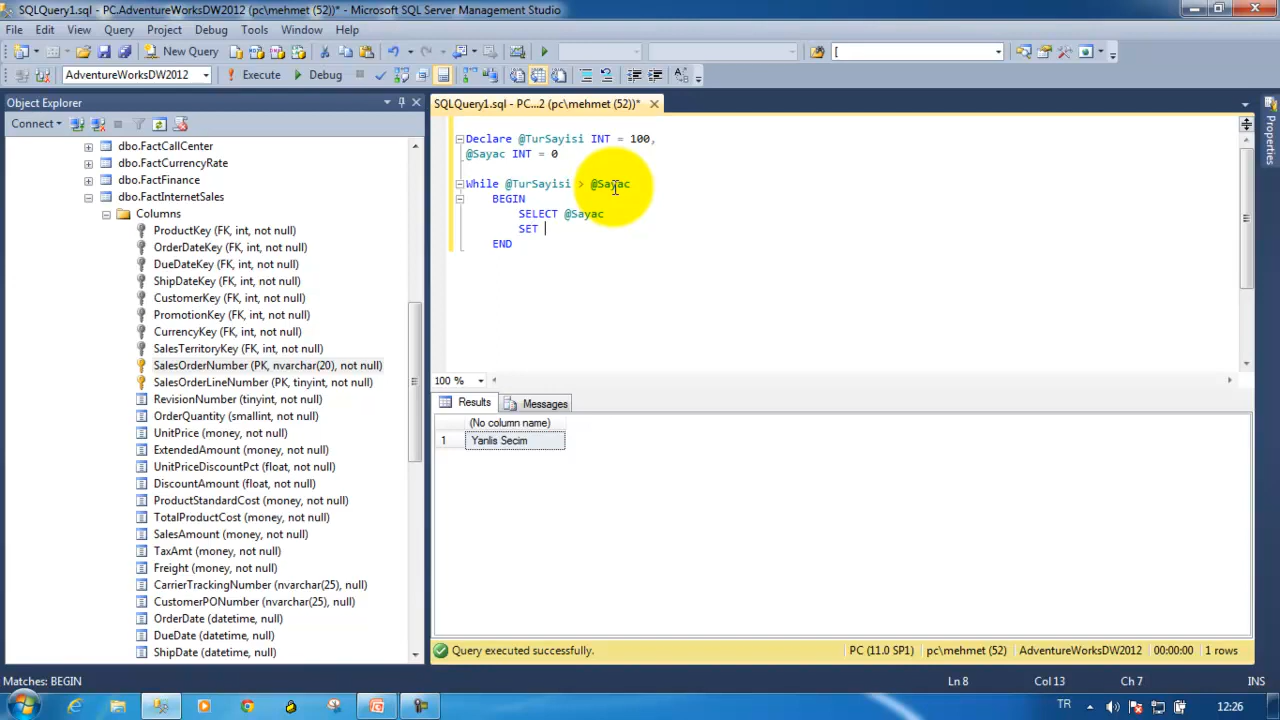 SQLQuery1.sql - PC.AdventureWorksDW2012 (pc\mehmet (52))* - Microsoft SQL Server Management Studio
File Edit View Query Project Debug Tools Window Help
New Query [
AdventureWorksDW2012 Execute Debug
Object Explorer
Connect
dbo.FactCallCenter
dbo.FactCurrencyRate
dbo.FactFinance
dbo.FactInternetSales
Columns
ProductKey (FK, int, not null)
OrderDateKey (FK, int, not null)
DueDateKey (FK, int, not null)
ShipDateKey (FK, int, not null)
CustomerKey (FK, int, not null)
PromotionKey (FK, int, not null)
CurrencyKey (FK, int, not null)
SalesTerritoryKey (FK, int, not null)
SalesOrderNumber (PK, nvarchar(20), not null)
SalesOrderLineNumber (PK, tinyint, not null)
RevisionNumber (tinyint, not null)
OrderQuantity (smallint, not null)
UnitPrice (money, not null)
ExtendedAmount (money, not null)
UnitPriceDiscountPct (float, not null)
DiscountAmount (float, not null)
ProductStandardCost (money, not null)
TotalProductCost (money, not null)
SalesAmount (money, not null)
TaxAmt (money, not null)
Freight (money, not null)
CarrierTrackingNumber (nvarchar(25), null)
CustomerPONumber (nvarchar(25), null)
OrderDate (datetime, null)
DueDate (datetime, null)
ShipDate (datetime, null)
SQLQuery1.sql - PC...2 (pc\mehmet (52))*
Declare @TurSayisi INT = 100,
@Sayac INT = 0
While @TurSayisi > @Sayac
BEGIN
SELECT @Sayac
SET
END
100 %
Results Messages
(No column name)
1 Yanlis Secim
Query executed successfully. PC (11.0 SP1) pc\mehmet (52) AdventureWorksDW2012 00:00:00 1 rows
Properties
Matches: BEGIN Ln 8 Col 13 Ch 7 INS
TR 12:26